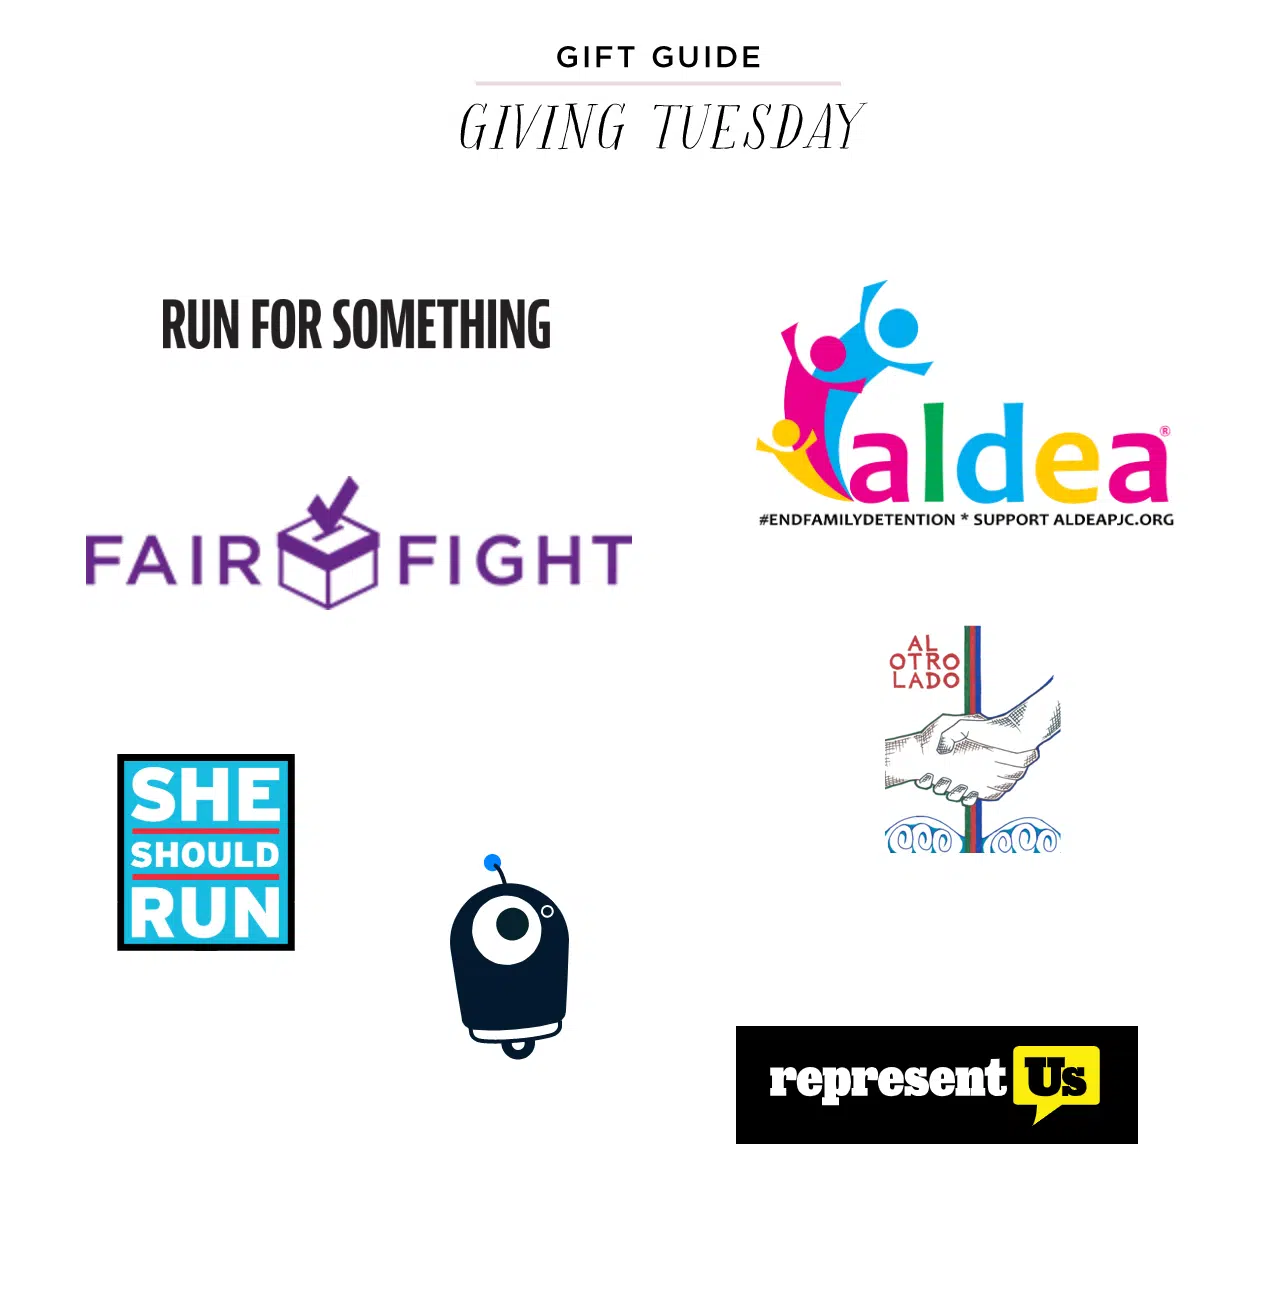 GIFT GUIDE
GIVING TUESDAY
RUN FOR SOMETHING
aldea®
#ENDFAMILYDETENTION * SUPPORT ALDEAPJC.ORG
FAIR FIGHT
AL
OTRO
LADO
SHE
SHOULD
RUN
represent Us